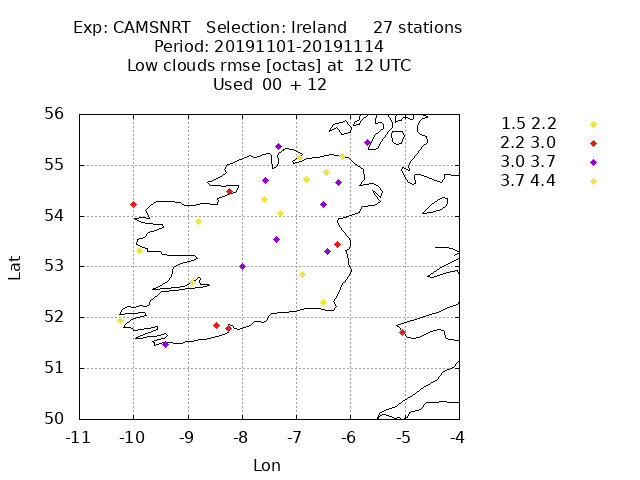 Exp: CAMSNRT   Selection: Ireland     27 stations
Period: 20191101-20191114
Low clouds rmse [octas] at  12 UTC
Used  00 + 12
1.5 2.2
2.2 3.0
3.0 3.7
3.7 4.4
56
55
54
53
52
51
50
Lat
-11 -10 -9 -8 -7 -6 -5 -4
Lon